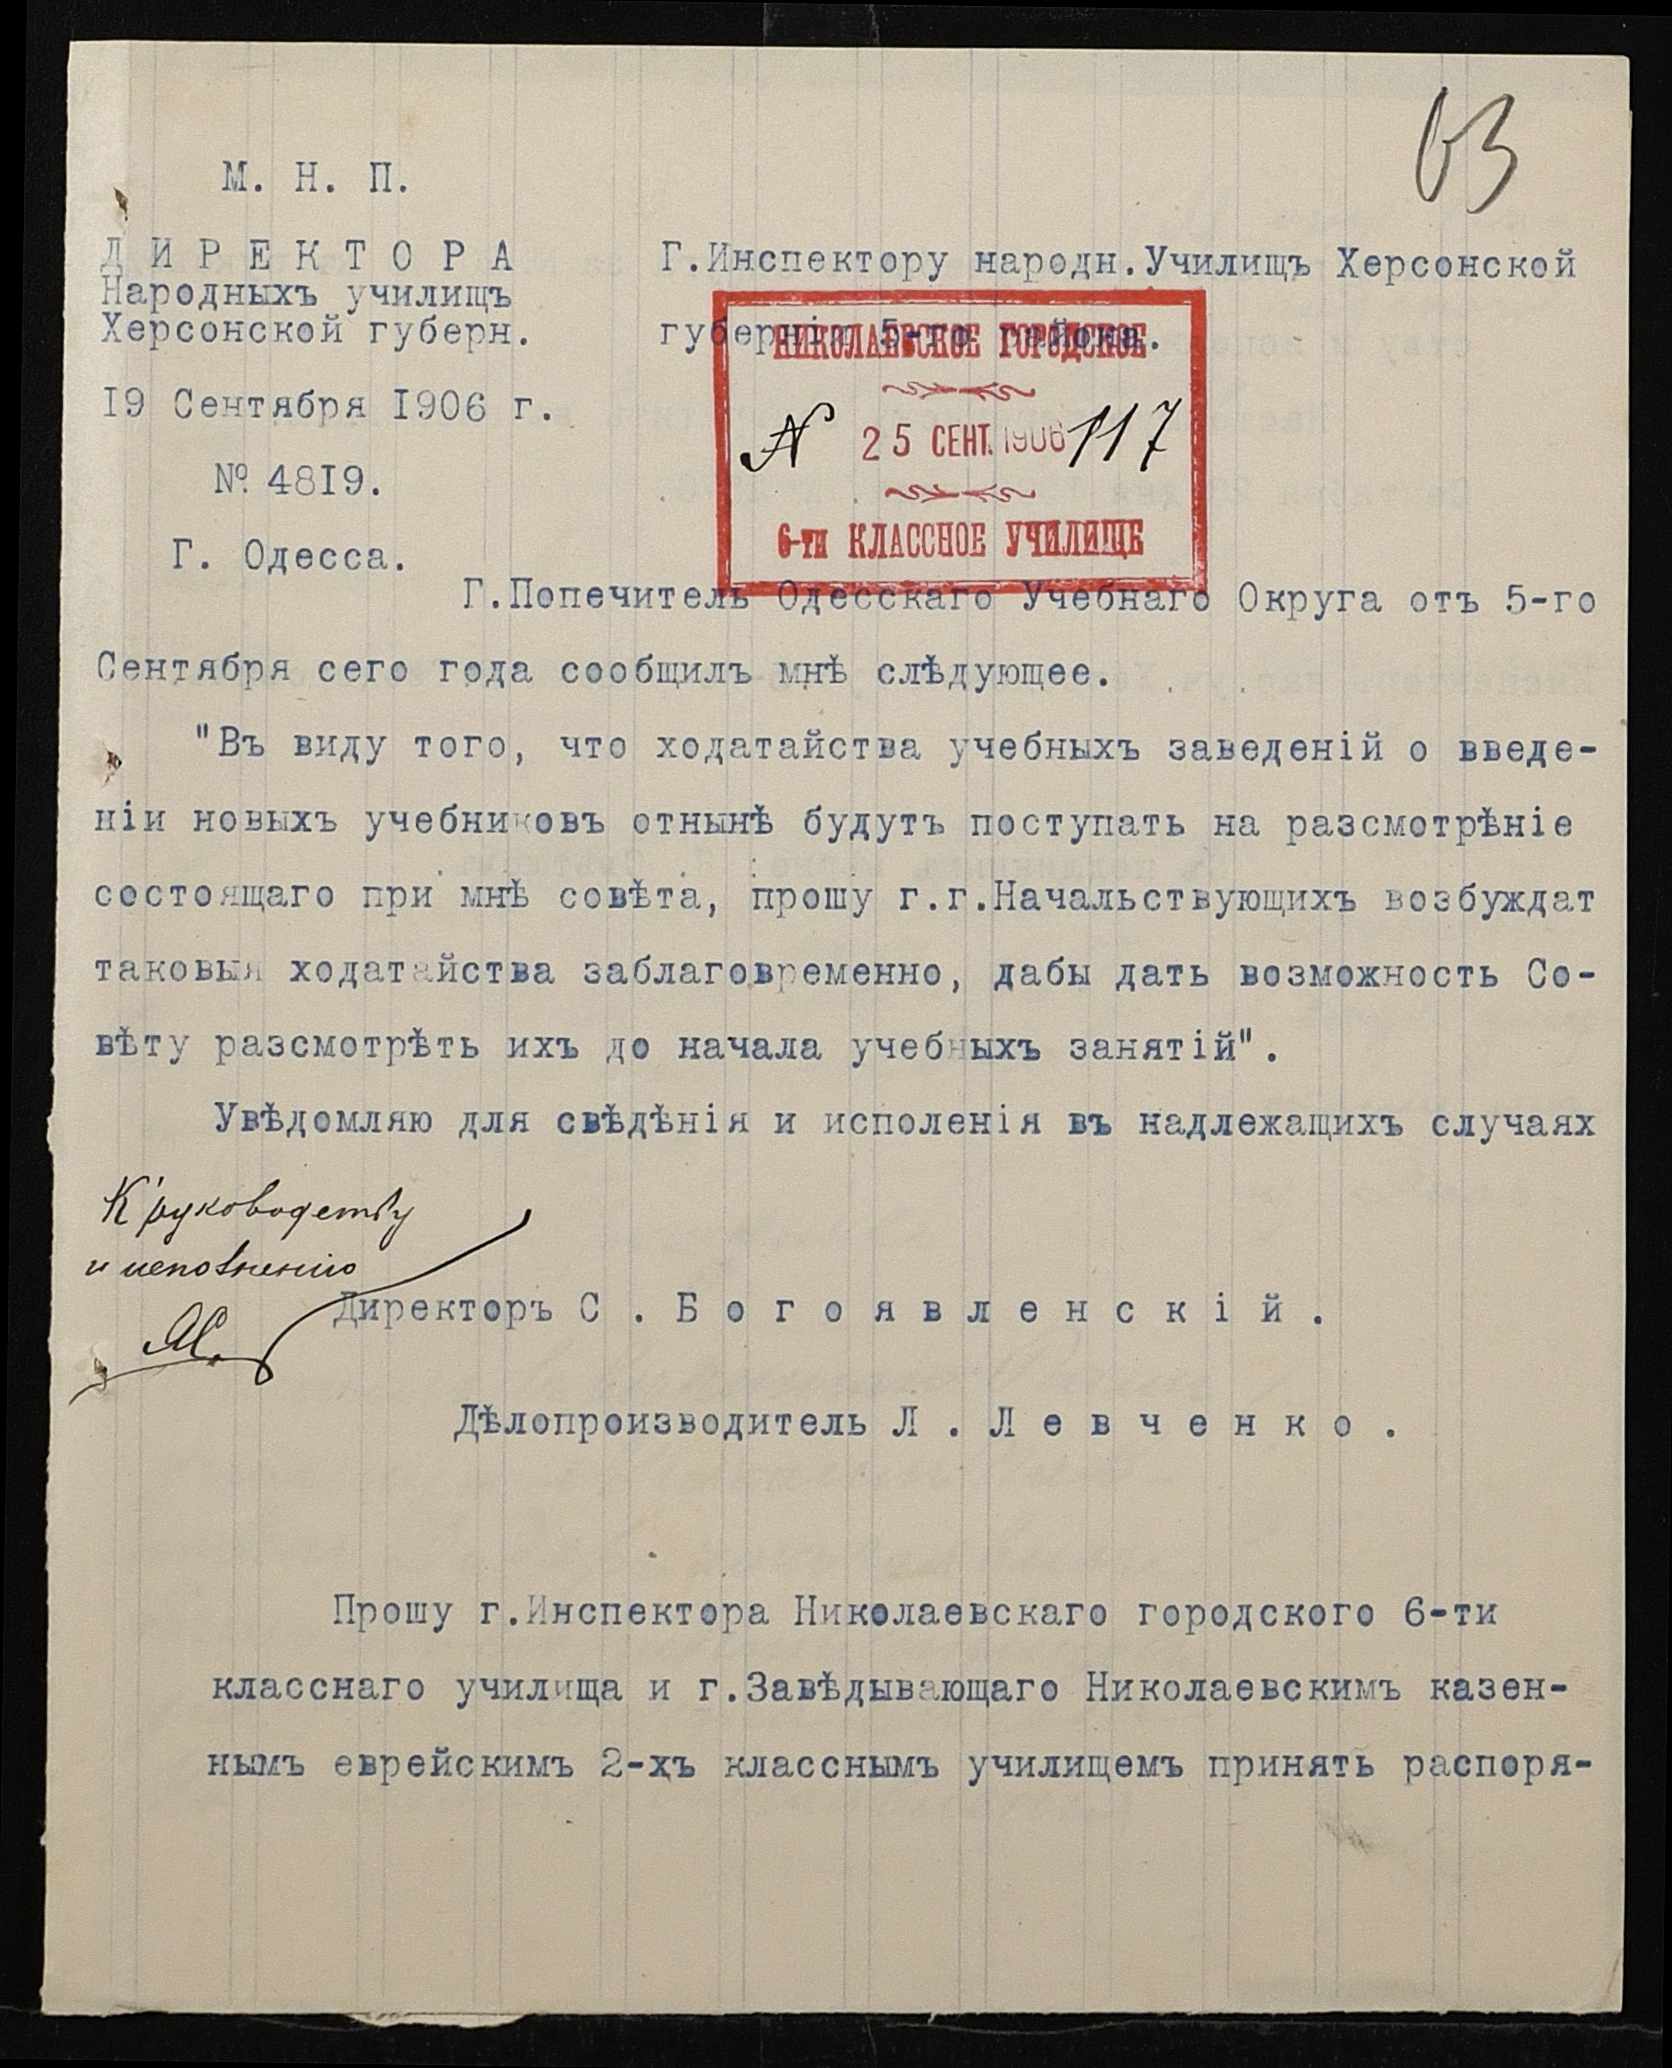 63
М. Н. П.
ДИРЕКТОРА
Народныхъ училищъ
Херсонской губерн.
19 Сентября 1906 г.
№ 4819.
Г. Одесса.
Г.Инспектору народн.Училищъ Херсонской
губерніи 5-го района.
НИКОЛАЕВСКОЕ ГОРОДСКОЕ
N 25 СЕНТ. 1906 117
6-ти КЛАССНОЕ УЧИЛИЩЕ
Г.Попечитель Одесскаго Учебнаго Округа отъ 5-го
Сентября сего года сообщилъ мнѣ слѣдующее.
"Въ виду того, что ходатайства учебныхъ заведеній о введе-
ніи новыхъ учебниковъ отнынѣ будутъ поступать на разсмотрѣніе
состоящаго при мнѣ совѣта, прошу г.г.Начальствующихъ возбуждат
таковыя ходатайства заблаговременно, дабы дать возможность Со-
вѣту разсмотрѣть ихъ до начала учебныхъ занятій".
Увѣдомляю для свѣдѣнія и исполенія въ надлежащихъ случаях
К руководству
и исполненію
Директоръ С. Богоявленскій.
Дѣлопроизводитель Л. Левченко.
Прошу г.Инспектора Николаевскаго городского 6-ти
класснаго училища и г.Завѣдывающаго Николаевскимъ казен-
нымъ еврейскимъ 2-хъ класснымъ училищемъ принять распоря-